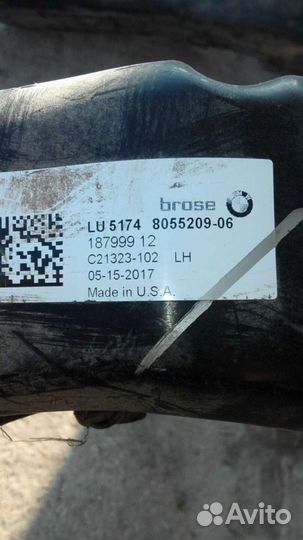 brose
LU 5174 8055209-06
187999 12
C21323-102 LH
05-15-2017
Made in U.S.A.
Avito